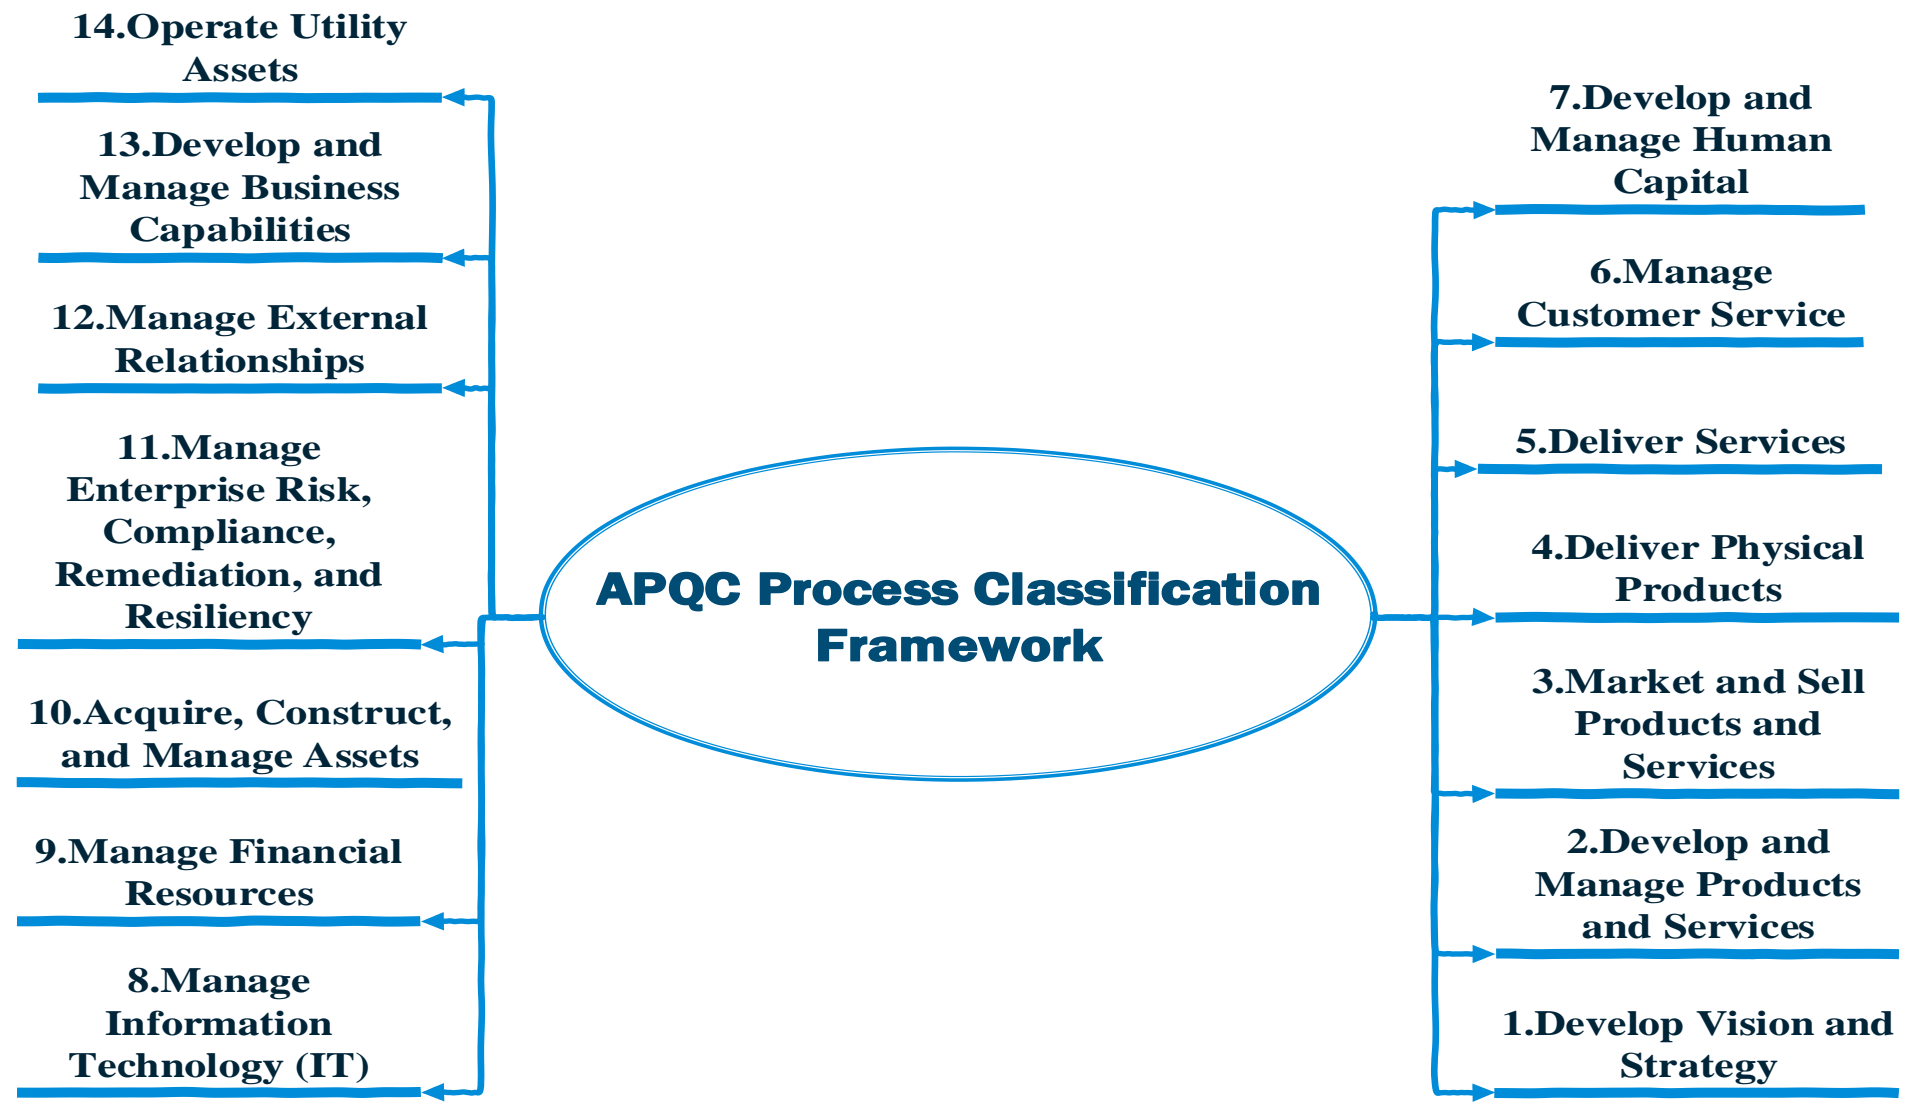 14.Operate Utility
Assets
13.Develop and
Manage Business
Capabilities
12.Manage External
Relationships
11.Manage
Enterprise Risk,
Compliance,
Remediation, and
Resiliency
10.Acquire, Construct,
and Manage Assets
9.Manage Financial
Resources
8.Manage
Information
Technology (IT)
APQC Process Classification
Framework
7.Develop and
Manage Human
Capital
6.Manage
Customer Service
5.Deliver Services
4.Deliver Physical
Products
3.Market and Sell
Products and
Services
2.Develop and
Manage Products
and Services
1.Develop Vision and
Strategy